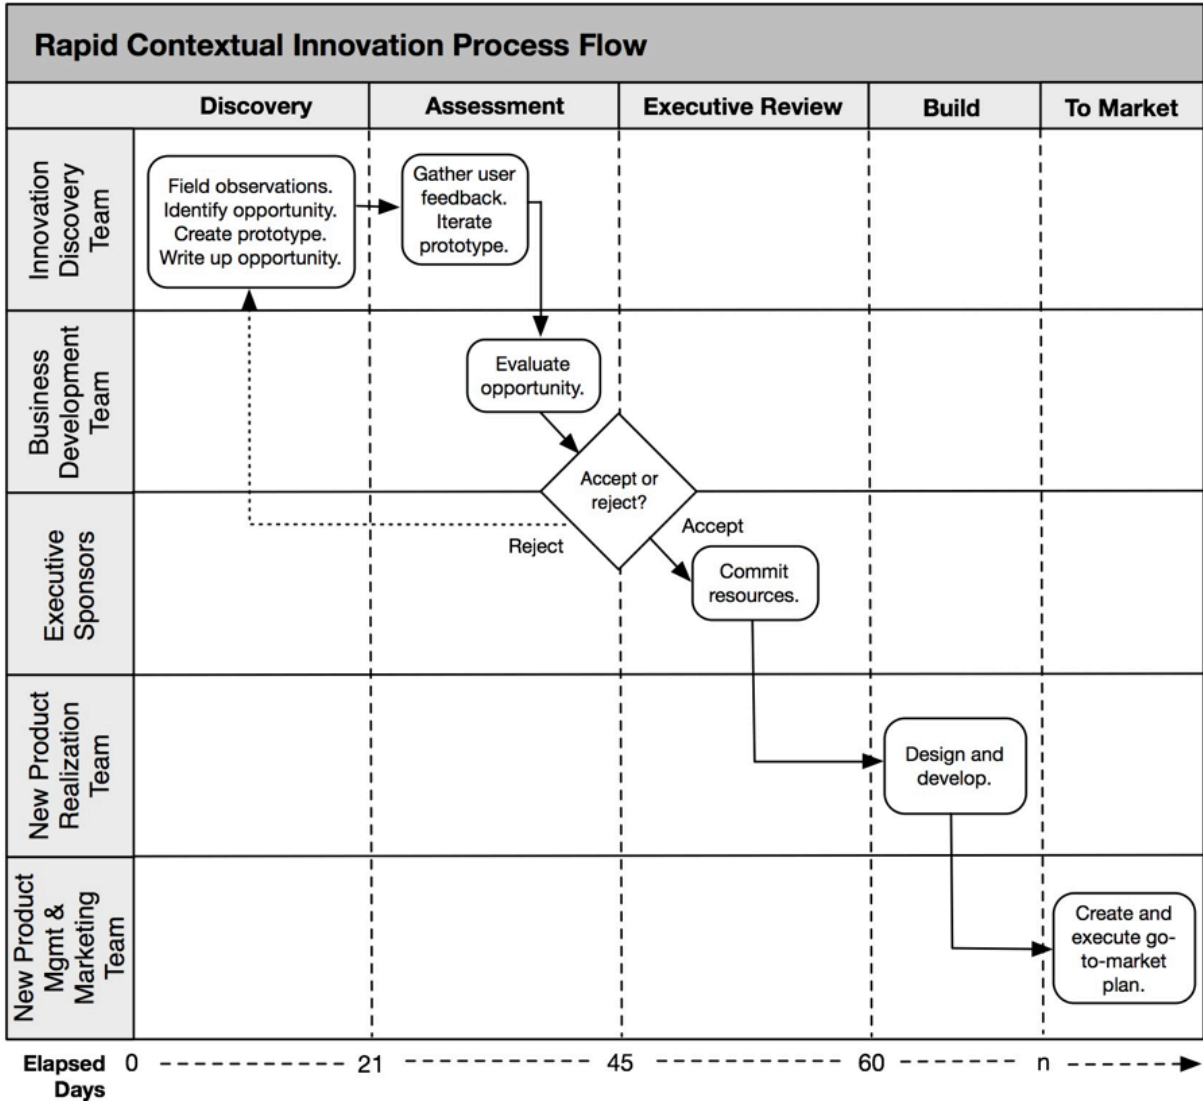 Rapid Contextual Innovation Process Flow
Discovery
Assessment
Executive Review
Build
To Market
Innovation
Discovery
Team
Field observations.
Identify opportunity.
Create prototype.
Write up opportunity.
Gather user
feedback.
Iterate
prototype.
Business
Development
Team
Evaluate
opportunity.
Accept or
reject?
Executive
Sponsors
Reject
Accept
Commit
resources.
New Product
Realization
Team
Design and
develop.
New Product
Mgmt &
Marketing
Team
Create and
execute go-
to-market
plan.
Elapsed
Days
0
21
45
60
n